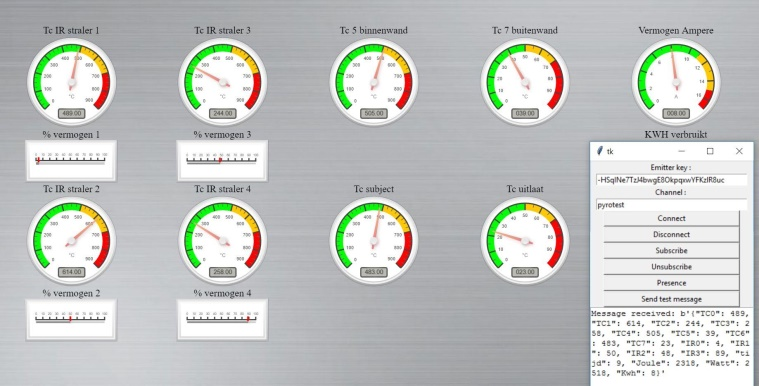 Tc IR straler 1
Tc IR straler 3
Tc 5 binnenwand
Tc 7 buitenwand
Vermogen Ampere
°C
489.00
°C
244.00
°C
505.00
°C
039.00
A
008.00
% vermogen 1
% vermogen 3
KWH verbruikt
Tc IR straler 2
Tc IR straler 4
Tc subject
Tc uitlaat
°C
614.00
°C
258.00
°C
483.00
°C
023.00
% vermogen 2
% vermogen 4
tk
Emitter key :
Channel :
pyrotest
Connect
Disconnect
Subscribe
Unsubscribe
Presence
Send test message
Message received: b'{"TC0": 489,
"TC1": 614, "TC2": 244, "TC3": 2
58, "TC4": 505, "TC5": 39, "TC6"
: 483, "TC7": 23, "IR0": 4, "IR1
": 50, "IR2": 48, "IR3": 89, "ti
jd": 9, "Joule": 2318, "Watt": 2
518, "Kwh": 8}'